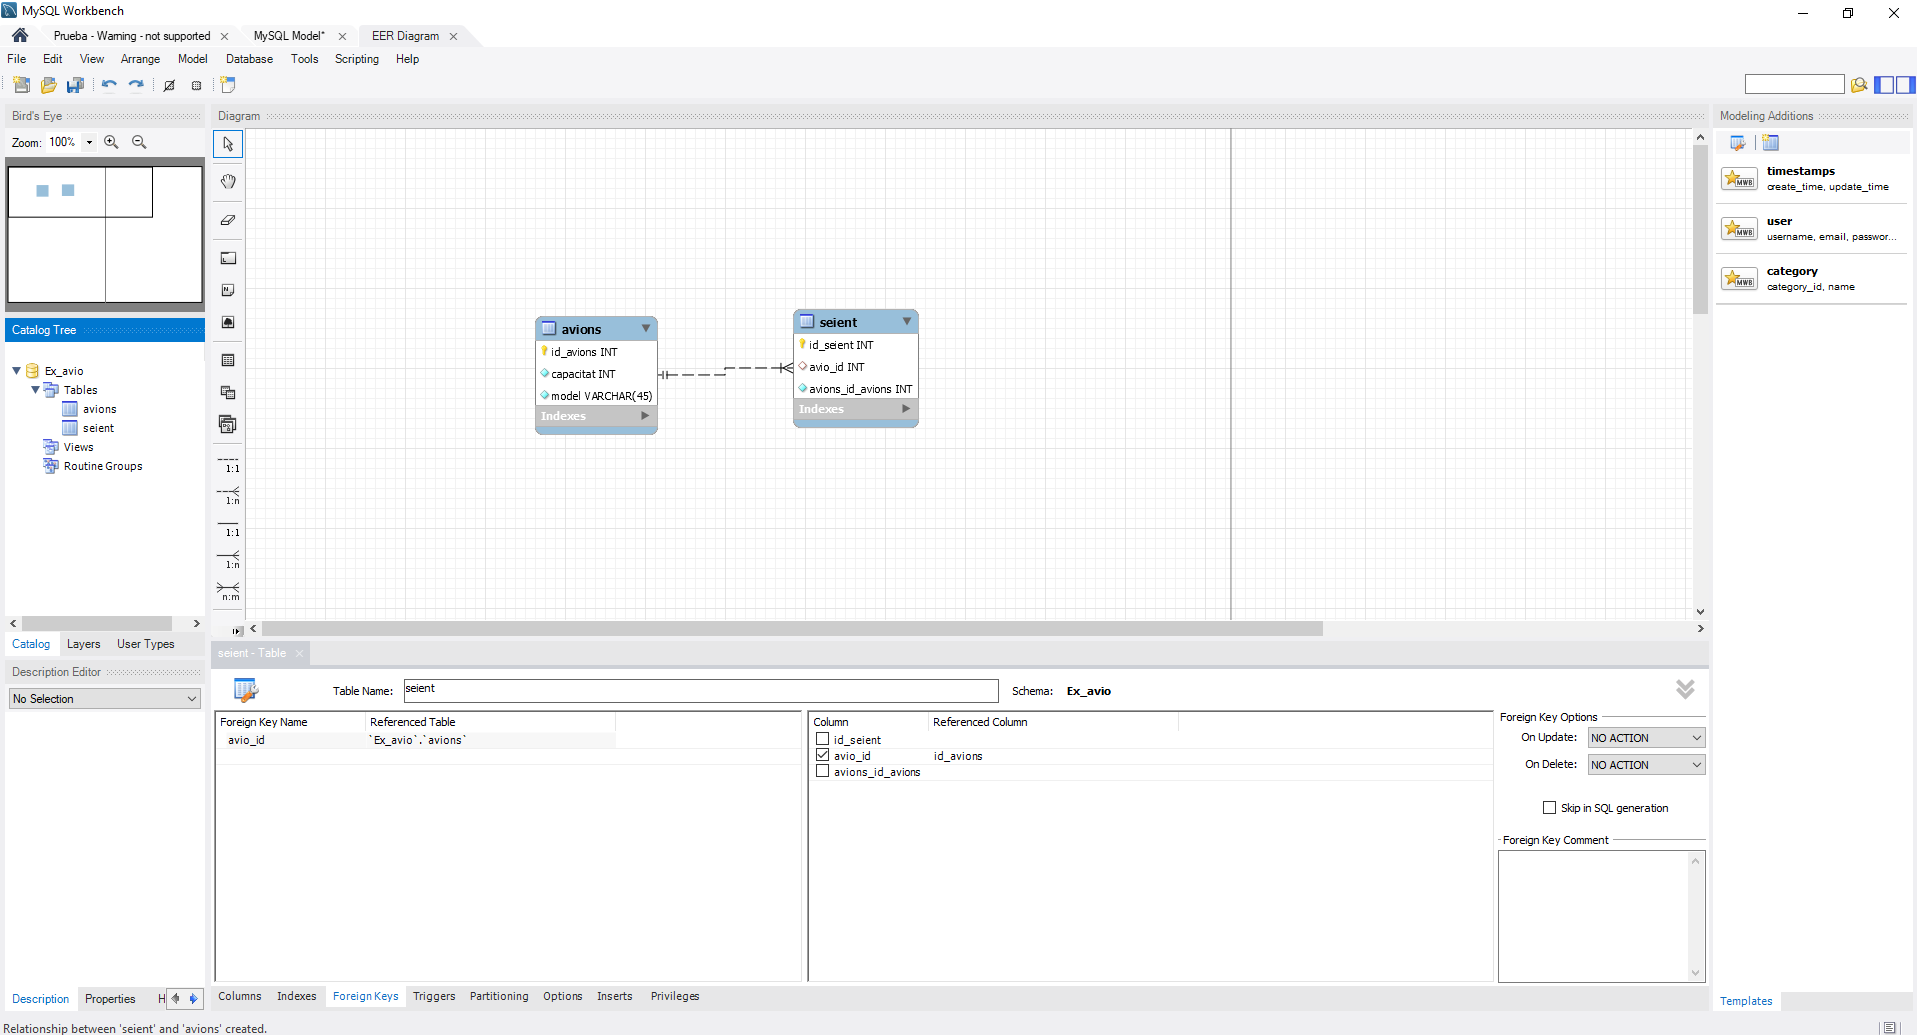 MySQL Workbench
Prueba - Warning - not supported
MySQL Model*
EER Diagram
File Edit View Arrange Model Database Tools Scripting Help
Bird's Eye
Zoom: 100%
Catalog Tree
Ex_avio
Tables
avions
seient
Views
Routine Groups
Catalog Layers User Types
Description Editor
No Selection
Description Properties H
Diagram
1:1
1:n
1:1
1:n
n:m
avions
id_avions INT
capacitat INT
model VARCHAR(45)
Indexes
seient
id_seient INT
avio_id INT
avions_id_avions INT
Indexes
seient - Table
Table Name: seient
Schema: Ex_avio
Foreign Key Name Referenced Table
avio_id `Ex_avio`.`avions`
Column Referenced Column
id_seient
avio_id id_avions
avions_id_avions
Foreign Key Options
On Update: NO ACTION
On Delete: NO ACTION
Skip in SQL generation
Foreign Key Comment
Columns Indexes Foreign Keys Triggers Partitioning Options Inserts Privileges
Modeling Additions
MWB
timestamps
create_time, update_time
MWB
user
username, email, passwor...
MWB
category
category_id, name
Templates
Relationship between 'seient' and 'avions' created.